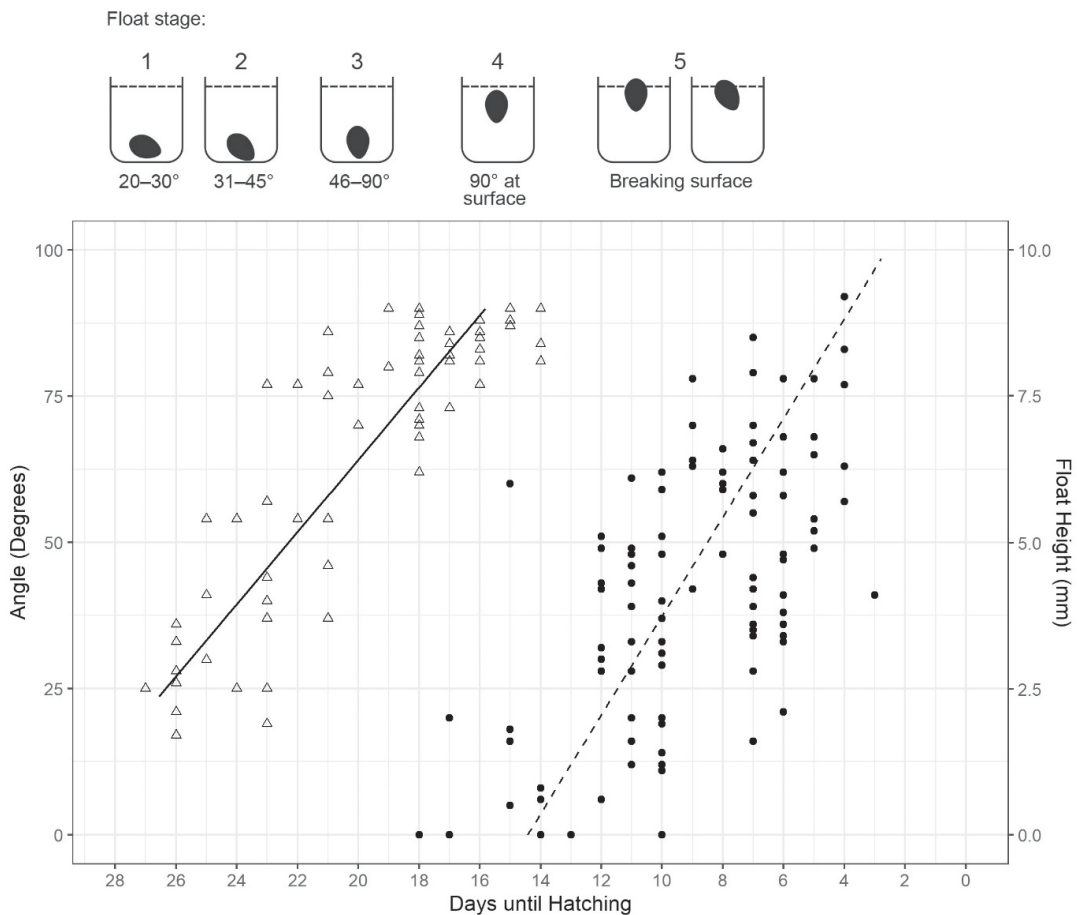 Float stage:
1 2 3 4 5
20–30° 31–45° 46–90° 90° at surface Breaking surface
100
75
50
25
0
Angle (Degrees)
10.0
7.5
5.0
2.5
0.0
Float Height (mm)
28 26 24 22 20 18 16 14 12 10 8 6 4 2 0
Days until Hatching